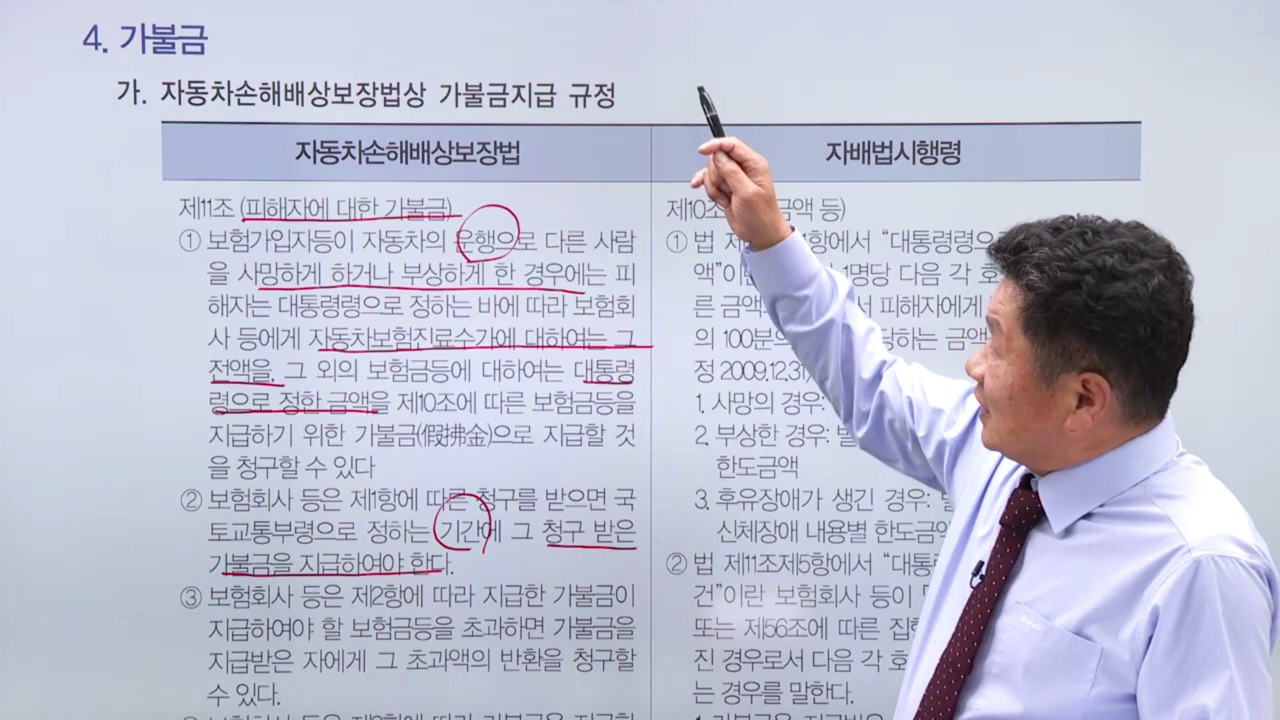 4. 가불금
가. 자동차손해배상보장법상 가불금지급 규정
자동차손해배상보장법
제11조 (피해자에 대한 가불금)
① 보험가입자등이 자동차의 운행으로 다른 사람
을 사망하게 하거나 부상하게 한 경우에는 피
해자는 대통령령으로 정하는 바에 따라 보험회
사 등에게 자동차보험진료수가에 대하여는 그
전액을, 그 외의 보험금등에 대하여는 대통령
령으로 정한 금액을 제10조에 따른 보험금등을
지급하기 위한 가불금(假拂金)으로 지급할 것
을 청구할 수 있다
② 보험회사 등은 제1항에 따른 청구를 받으면 국
토교통부령으로 정하는 기간에 그 청구 받은
가불금을 지급하여야 한다.
③ 보험회사 등은 제2항에 따라 지급한 가불금이
지급하여야 할 보험금등을 초과하면 가불금을
지급받은 자에게 그 초과액의 반환을 청구할
수 있다.
자배법시행령
제10조 금액 등)
① 법 항에서 “대통령령으
액”이 1명당 다음 각 호
른 금액 서 피해자에게
의 100분의 당하는 금액
정 2009.12.31
1. 사망의 경우:
2. 부상한 경우: 별
한도금액
3. 후유장애가 생긴 경우: 별
신체장애 내용별 한도금액
② 법 제11조제5항에서 “대통령
건”이란 보험회사 등이
또는 제56조에 따른 집
진 경우로서 다음 각 호
는 경우를 말한다.